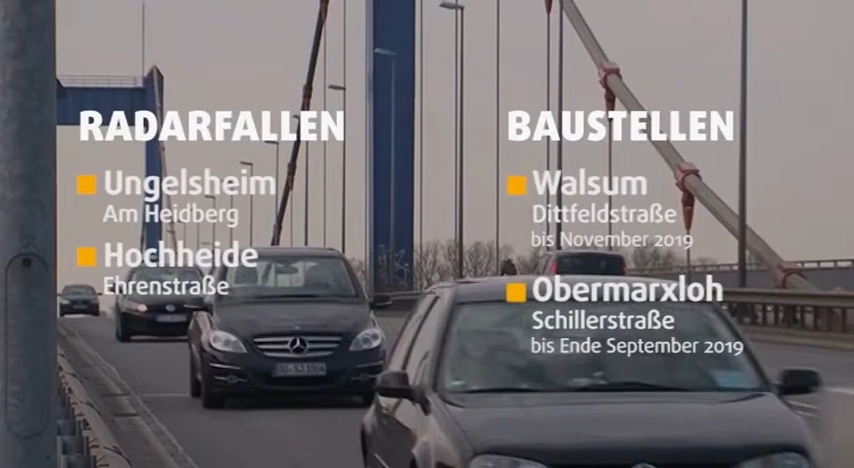 RADARFALLEN
Ungelsheim
Am Heidberg
Hochheide
Ehrenstraße
BAUSTELLEN
Walsum
Dittfeldstraße
bis November 2019
Obermarxloh
Schillerstraße
bis Ende September 2019